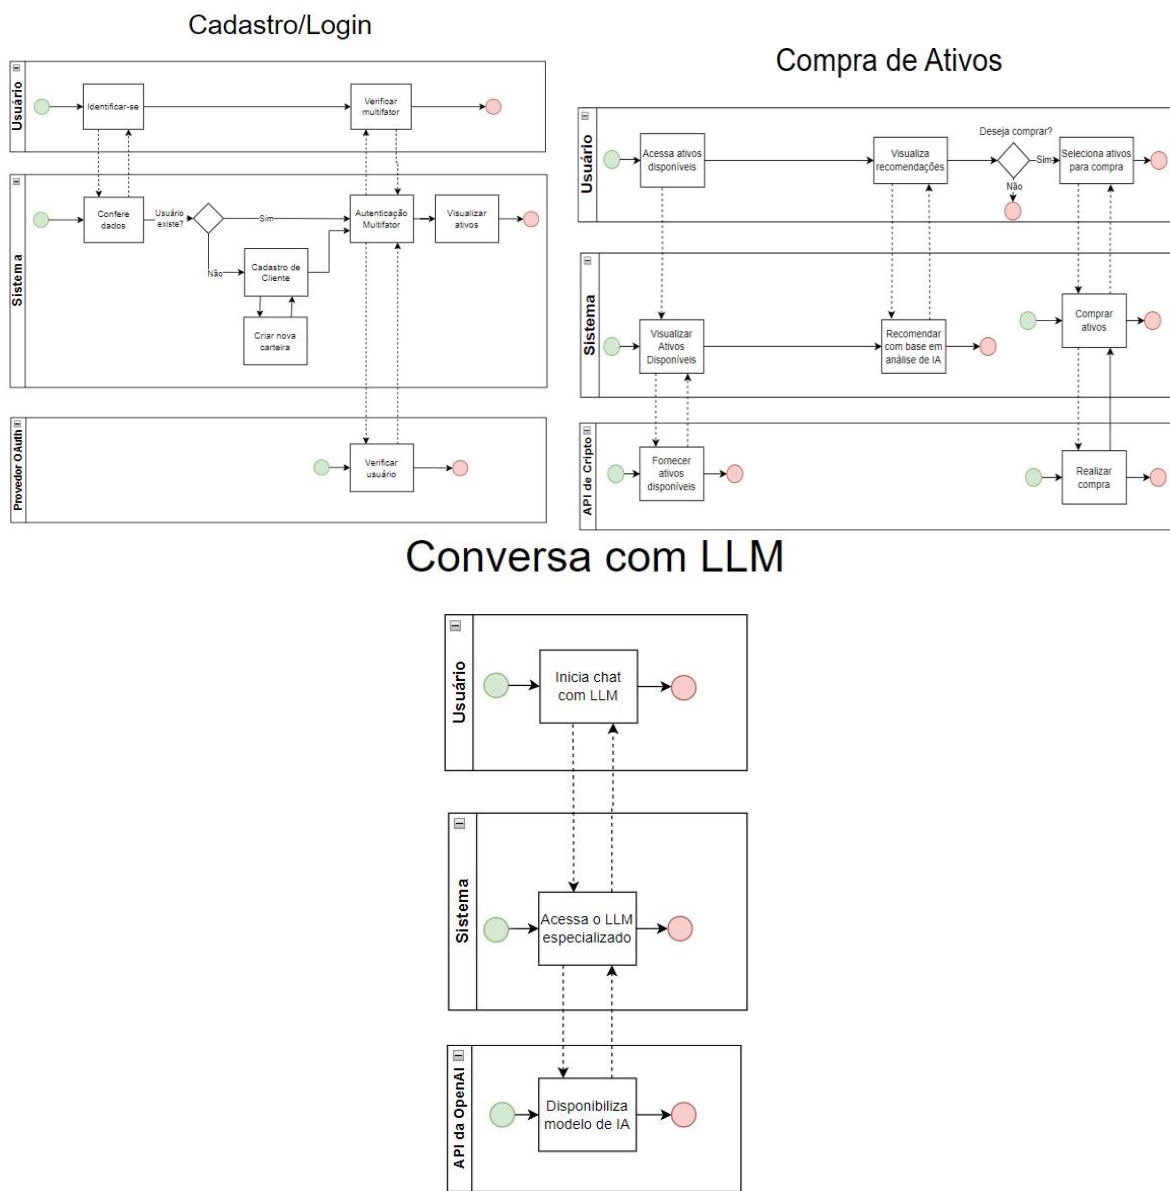 Cadastro/Login
Usuário
Identificar-se
Verificar
multifator
Sistema
Confere
dados
Usuário
existe?
Sim
Não
Cadastro de
Cliente
Criar nova
carteira
Autenticação
Multifator
Visualizar
ativos
Provedor OAuth
Verificar
usuário
Compra de Ativos
Usuário
Acessa ativos
disponíveis
Visualiza
recomendações
Deseja comprar?
Sim
Não
Seleciona ativos
para compra
Sistema
Visualizar
Ativos
Disponíveis
Recomendar
com base em
análise de IA
Comprar
ativos
API de Cripto
Fornecer
ativos
disponíveis
Realizar
compra
Conversa com LLM
Usuário
Inicia chat
com LLM
Sistema
Acessa o LLM
especializado
API da OpenAI
Disponibiliza
modelo de IA